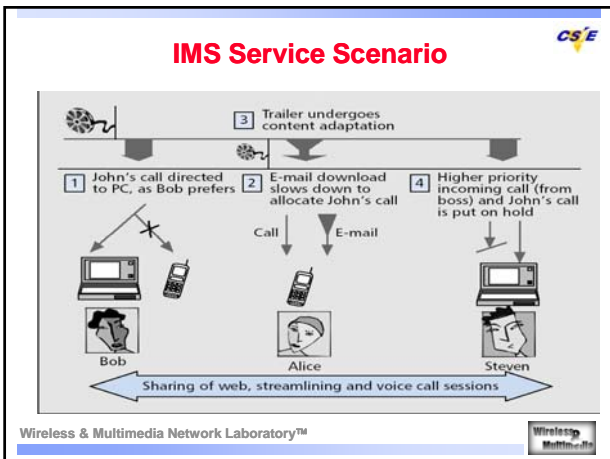 IMS Service Scenario
CSIE
3 Trailer undergoes
content adaptation
1 John's call directed
to PC, as Bob prefers
2 E-mail download
slows down to
allocate John's call
4 Higher priority
incoming call (from
boss) and John's call
is put on hold
Call
E-mail
Bob
Alice
Steven
Sharing of web, streamlining and voice call sessions
Wireless & Multimedia Network Laboratory™
Wireless
Multimedia